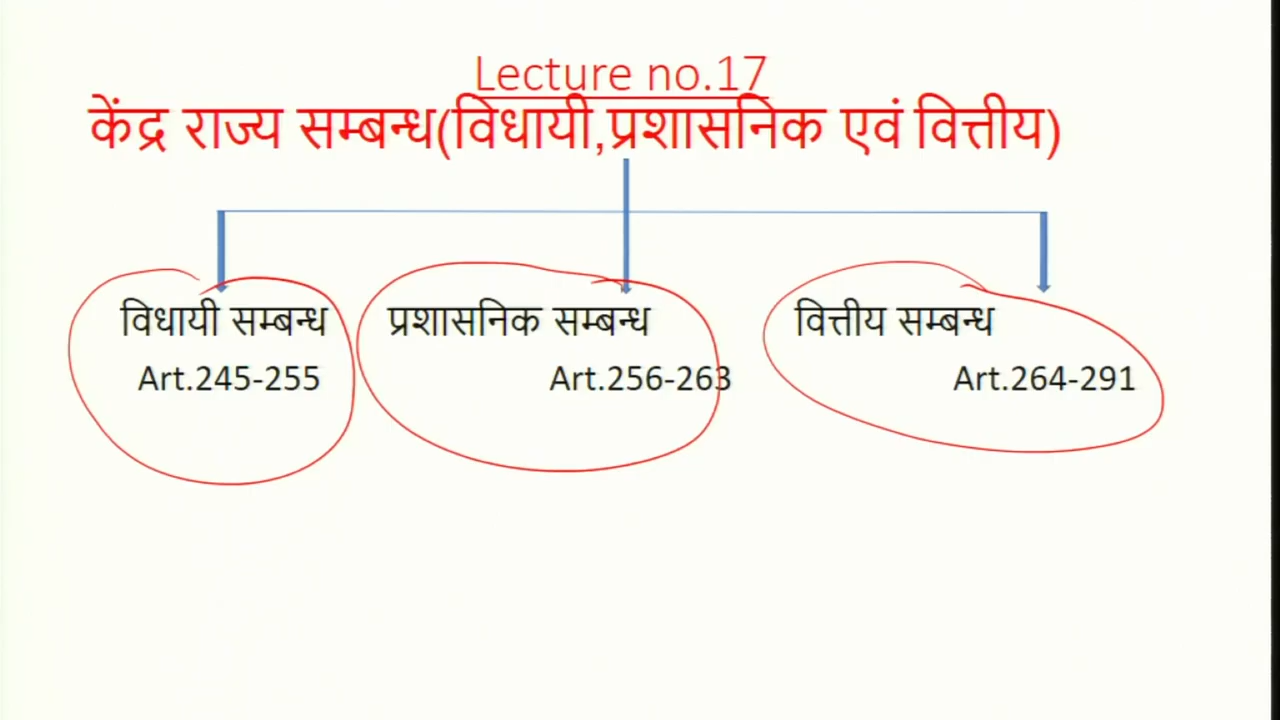 Lecture no.17
केंद्र राज्य सम्बन्ध(विधायी,प्रशासनिक एवं वित्तीय)
विधायी सम्बन्ध
Art.245-255
प्रशासनिक सम्बन्ध
Art.256-263
वित्तीय सम्बन्ध
Art.264-291